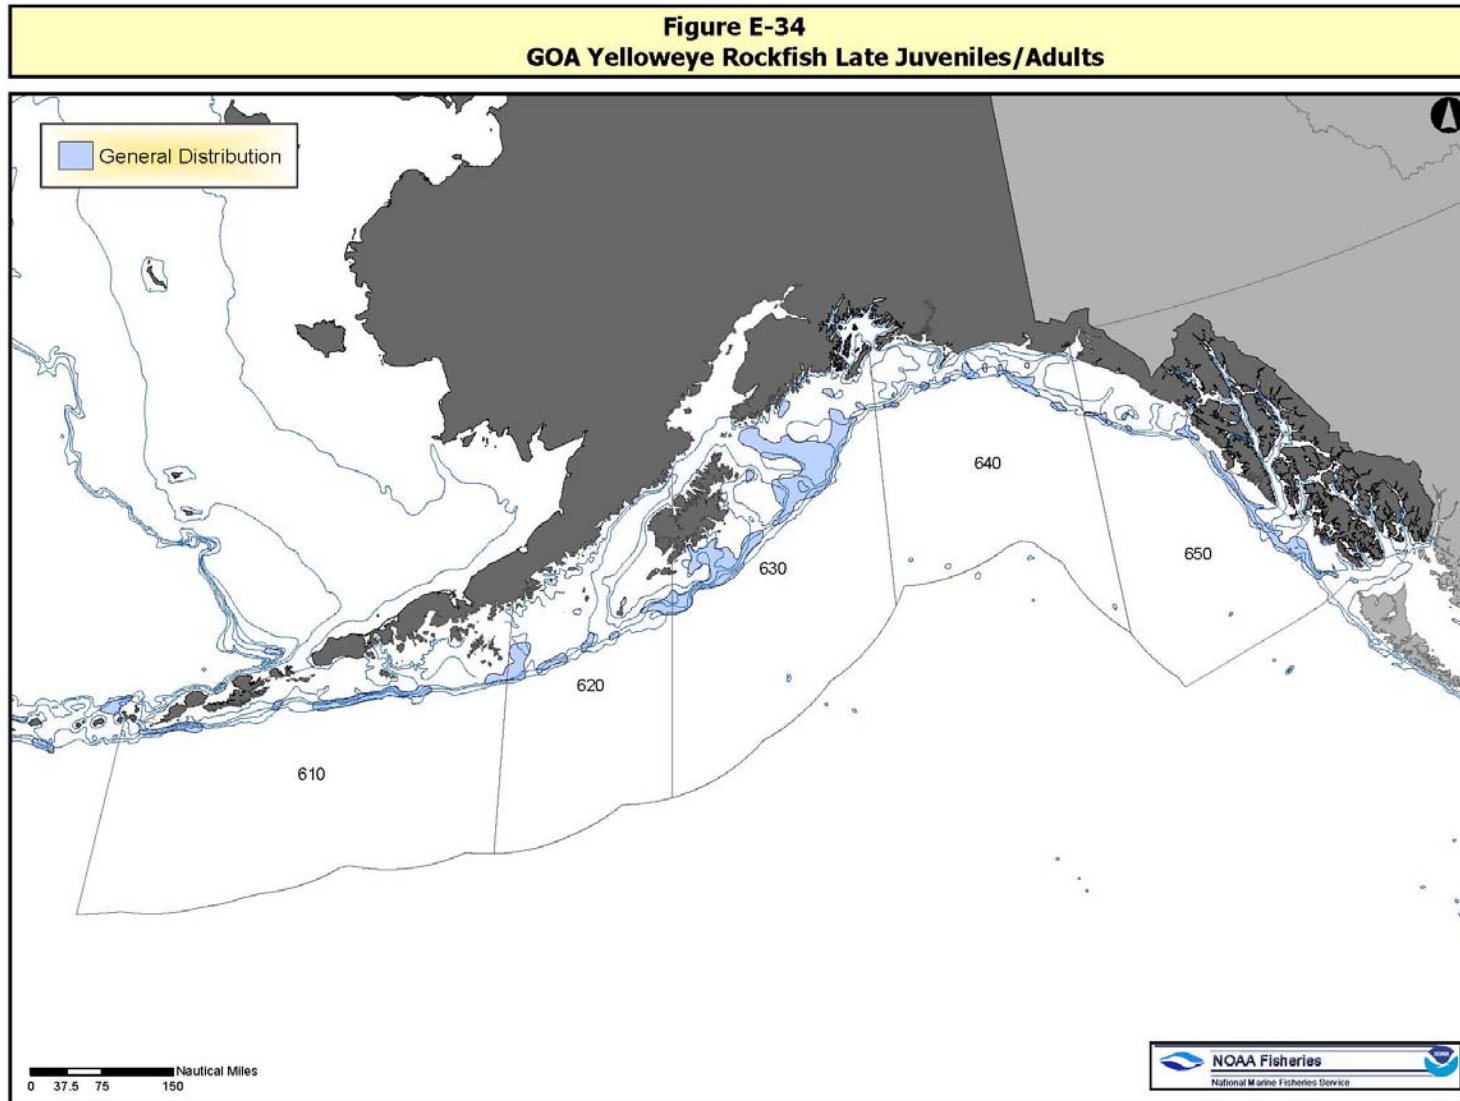 Figure E-34
GOA Yelloweye Rockfish Late Juveniles/Adults
General Distribution
640
650
630
620
610
Nautical Miles
0 37.5 75 150
NOAA Fisheries
National Marine Fisheries Service